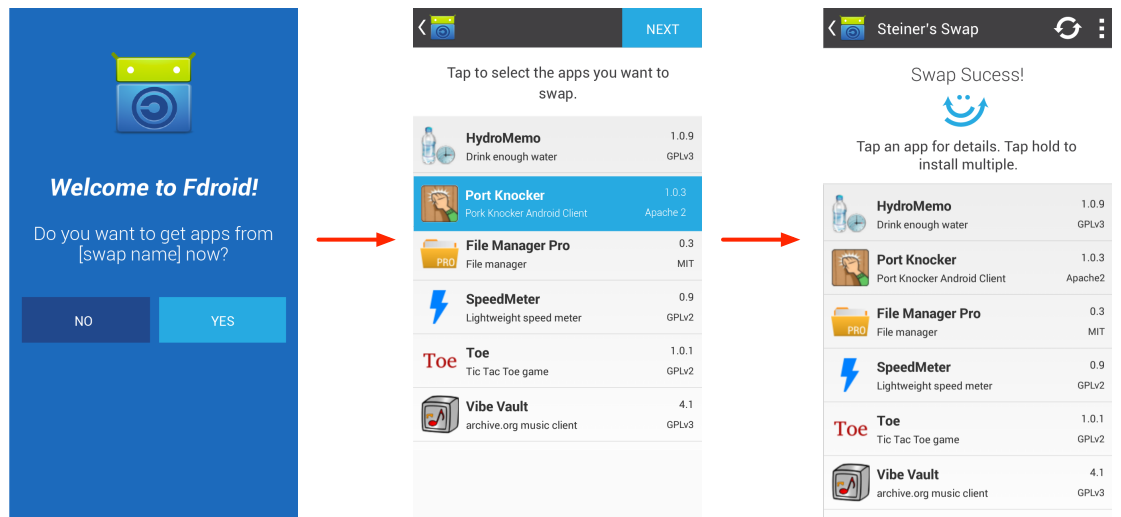 Welcome to Fdroid!
Do you want to get apps from
[swap name] now?
NO
YES
NEXT
Tap to select the apps you want to
swap.
HydroMemo 1.0.9
Drink enough water GPLv3
Port Knocker 1.0.3
Pork Knocker Android Client Apache 2
PRO
File Manager Pro 0.3
File manager MIT
SpeedMeter 0.9
Lightweight speed meter GPLv2
Toe
Toe 1.0.1
Tic Tac Toe game GPLv2
Vibe Vault 4.1
archive.org music client GPLv3
Steiner's Swap
Swap Sucess!
Tap an app for details. Tap hold to
install multiple.
HydroMemo 1.0.9
Drink enough water GPLv3
Port Knocker 1.0.3
Port Knocker Android Client Apache2
PRO
File Manager Pro 0.3
File manager MIT
SpeedMeter 0.9
Lightweight speed meter GPLv2
Toe
Toe 1.0.1
Tic Tac Toe game GPLv2
Vibe Vault 4.1
archive.org music client GPLv3